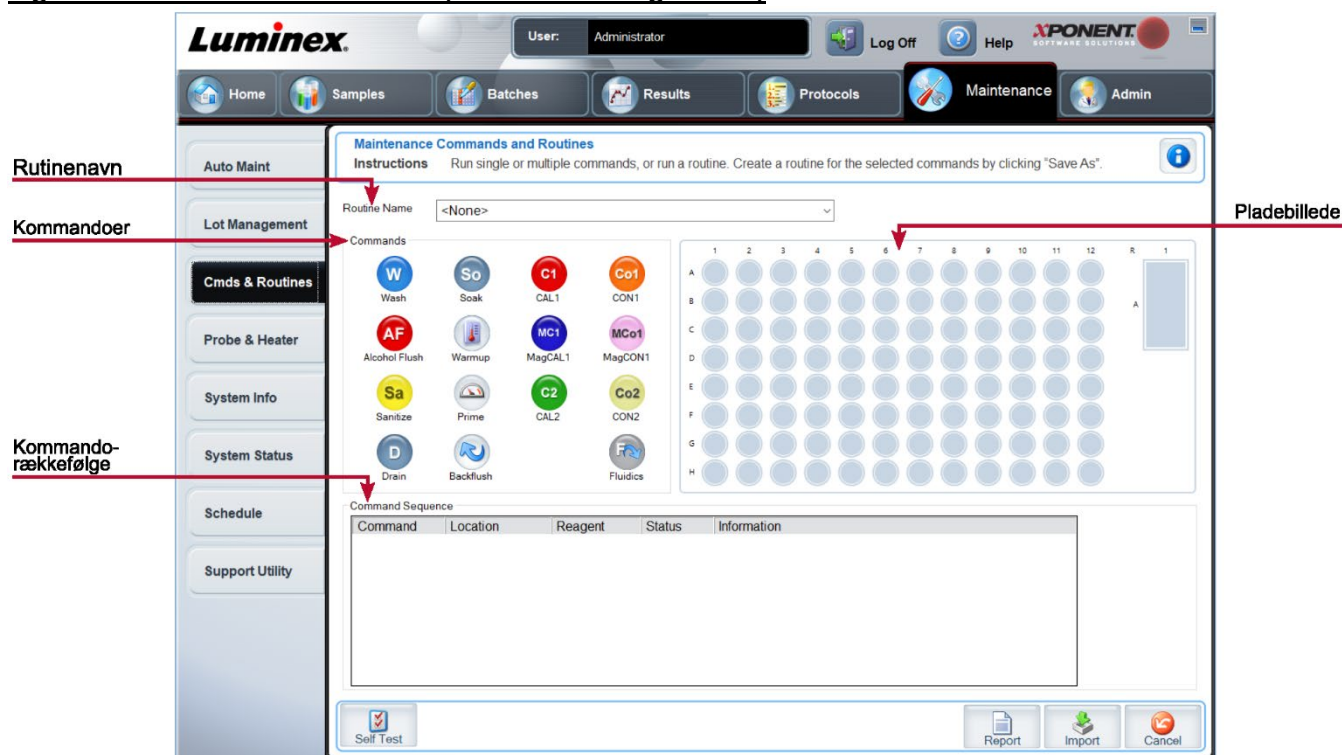 Luminex.
User: Administrator
Log Off
Help
XPONENT
SOFTWARE SOLUTIONS
Home
Samples
Batches
Results
Protocols
Maintenance
Admin
Rutinenavn
Kommandoer
Kommando-
rækkefølge
Pladebillede
Auto Maint
Lot Management
Cmds & Routines
Probe & Heater
System Info
System Status
Schedule
Support Utility
Maintenance Commands and Routines
Instructions Run single or multiple commands, or run a routine. Create a routine for the selected commands by clicking "Save As".
Routine Name <None>
Commands
W So C1 Co1
Wash Soak CAL1 CON1
AF MC1 MCo1
Alcohol Flush Warmup MagCAL1 MagCON1
Sa C2 Co2
Sanitize Prime CAL2 CON2
D F
Drain Backflush Fluidics
1 2 3 4 5 6 7 8 9 10 11 12 R 1
A
B
C
D
E
F
G
H
A
Command Sequence
Command Location Reagent Status Information
Self Test
Report
Import
Cancel